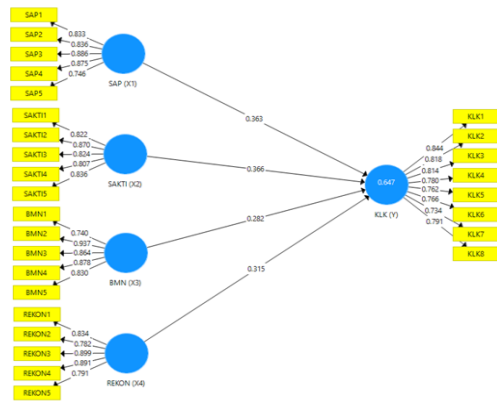 SAP1
SAP2
SAP3
SAP4
SAP5
0.833
0.836
0.886
0.875
0.746
SAP (X1)
SAKTI1
SAKTI2
SAKTI3
SAKTI4
SAKTI5
0.822
0.870
0.824
0.807
0.836
SAKTI (X2)
BMN1
BMN2
BMN3
BMN4
BMN5
0.740
0.937
0.864
0.878
0.830
BMN (X3)
REKON1
REKON2
REKON3
REKON4
REKON5
0.834
0.782
0.899
0.891
0.791
REKON (X4)
0.363
0.366
0.282
0.315
0.647
KLK (Y)
0.844
0.818
0.814
0.780
0.762
0.766
0.734
0.791
KLK1
KLK2
KLK3
KLK4
KLK5
KLK6
KLK7
KLK8